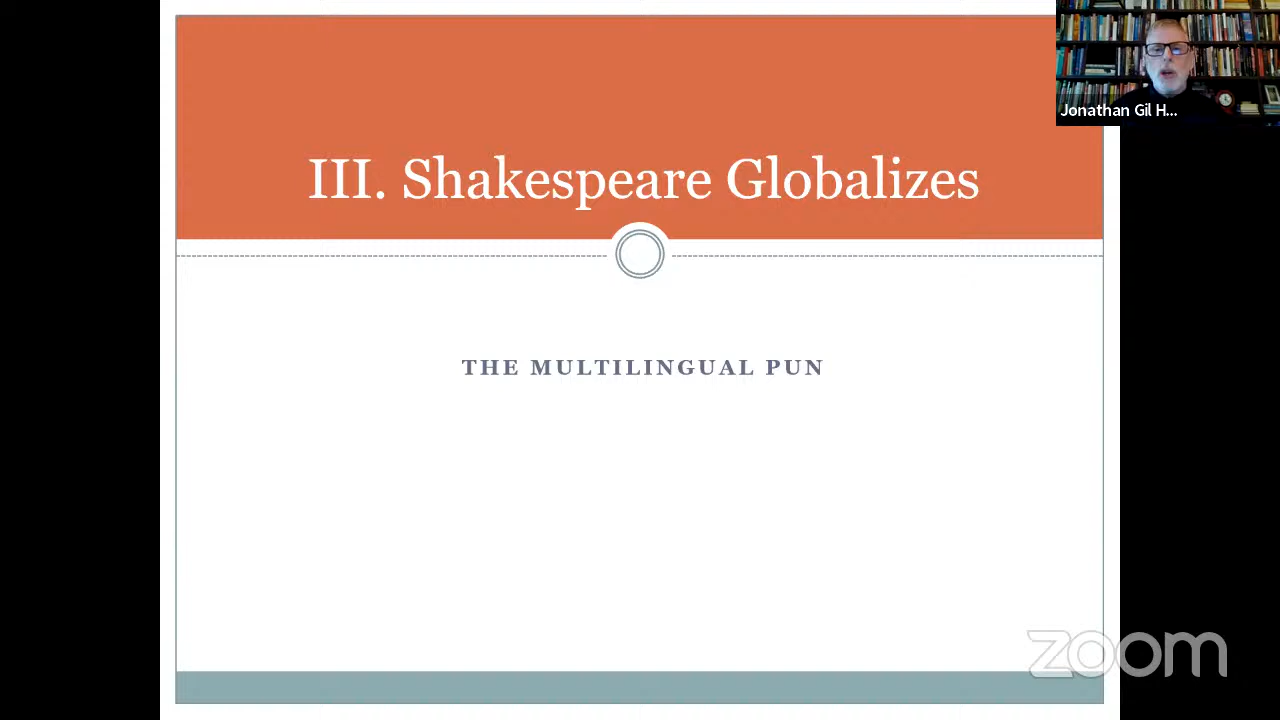 Jonathan Gil H...
III. Shakespeare Globalizes
THE MULTILINGUAL PUN
zoom